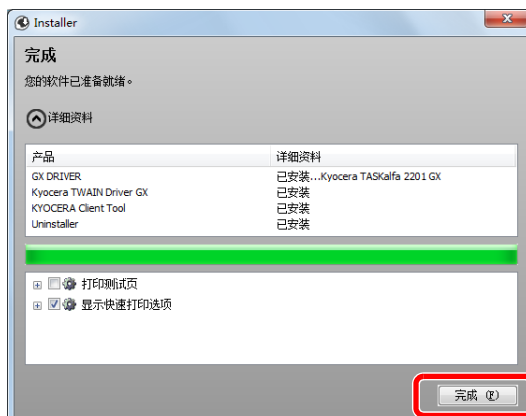 Installer
完成
您的软件已准备就绪。
详细资料
产品 详细资料
GX DRIVER 已安装...Kyocera TASKalfa 2201 GX
Kyocera TWAIN Driver GX 已安装
KYOCERA Client Tool 已安装
Uninstaller 已安装
打印测试页
显示快速打印选项
完成 (F)